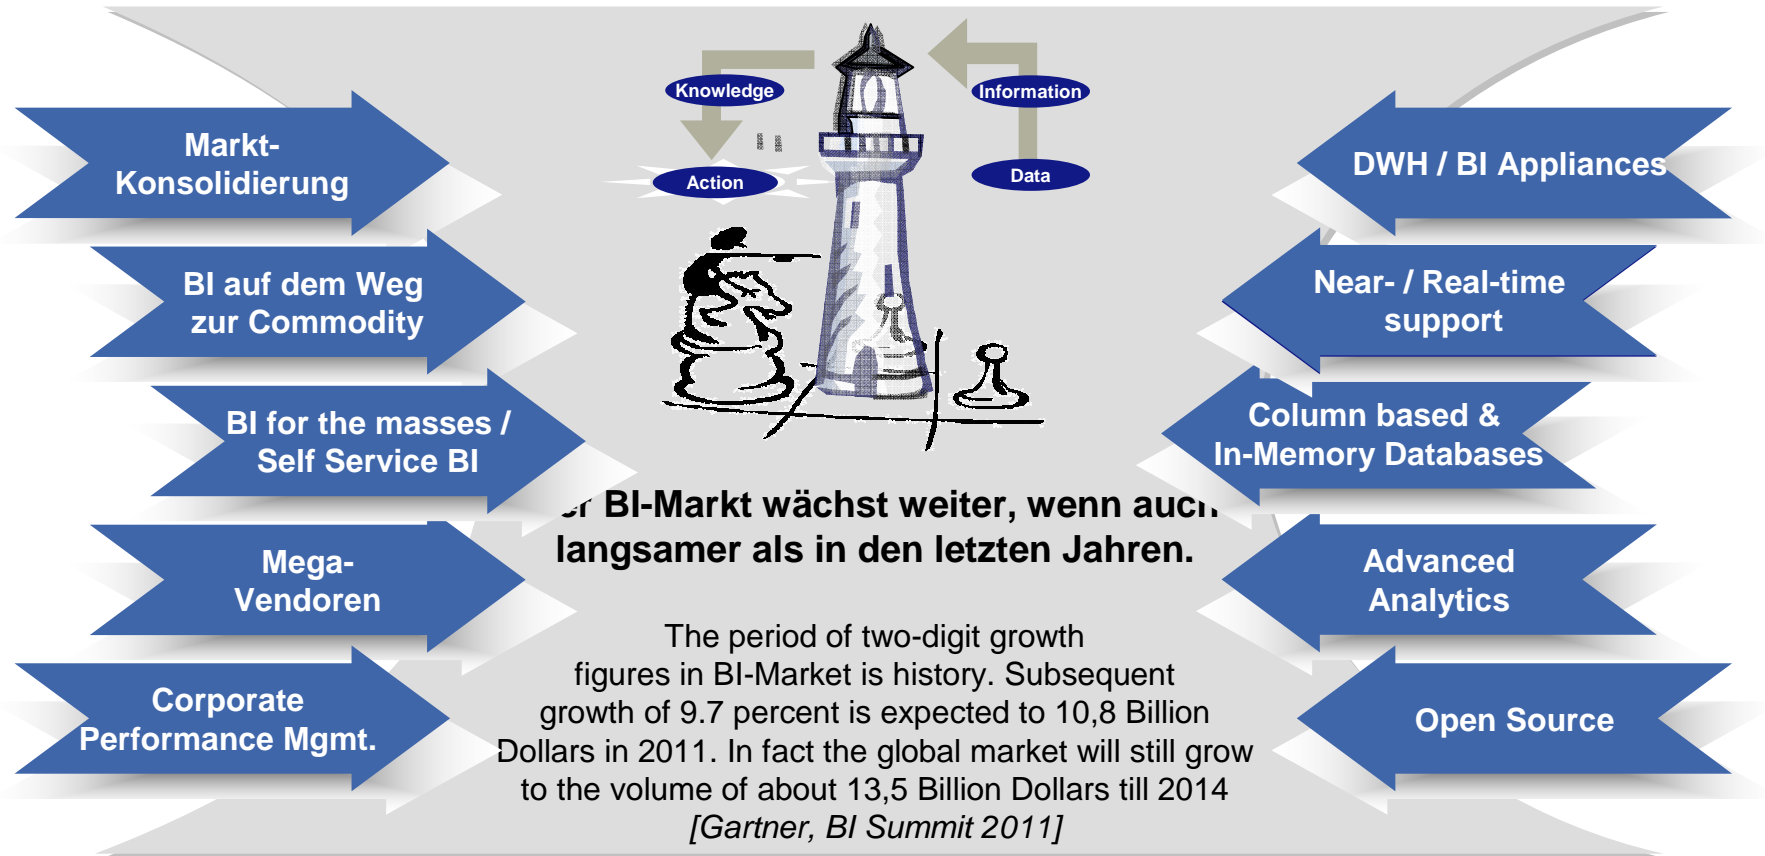 Knowledge
Information
Action
Data
Markt-
Konsolidierung
BI auf dem Weg
zur Commodity
BI for the masses /
Self Service BI
Mega-
Vendoren
Corporate
Performance Mgmt.
DWH / BI Appliances
Near- / Real-time
support
Column based &
In-Memory Databases
Advanced
Analytics
Open Source
er BI-Markt wächst weiter, wenn auch
langsamer als in den letzten Jahren.
The period of two-digit growth
figures in BI-Market is history. Subsequent
growth of 9.7 percent is expected to 10,8 Billion
Dollars in 2011. In fact the global market will still grow
to the volume of about 13,5 Billion Dollars till 2014
[Gartner, BI Summit 2011]